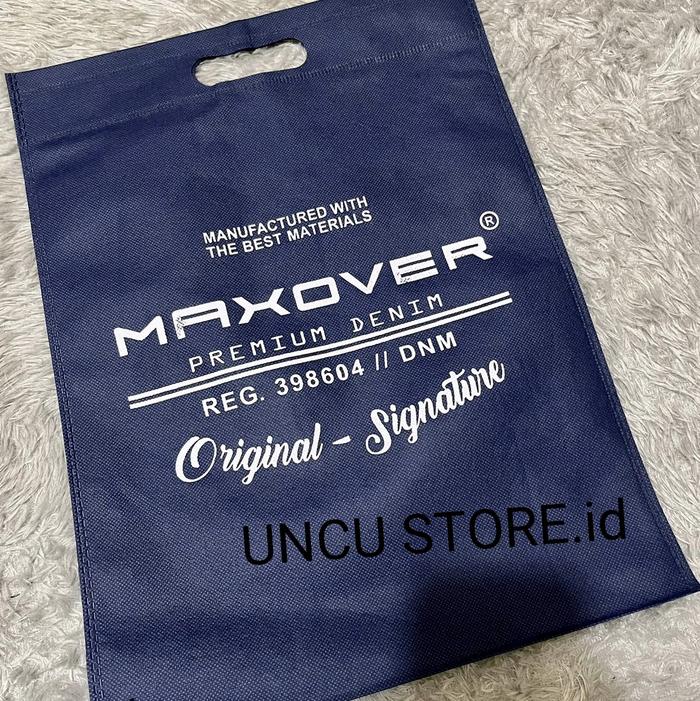 MANUFACTURED WITH
THE BEST MATERIALS
MAXOVER®
PREMIUM DENIM
REG. 398604 // DNM
Original - Signature
UNCU STORE.id